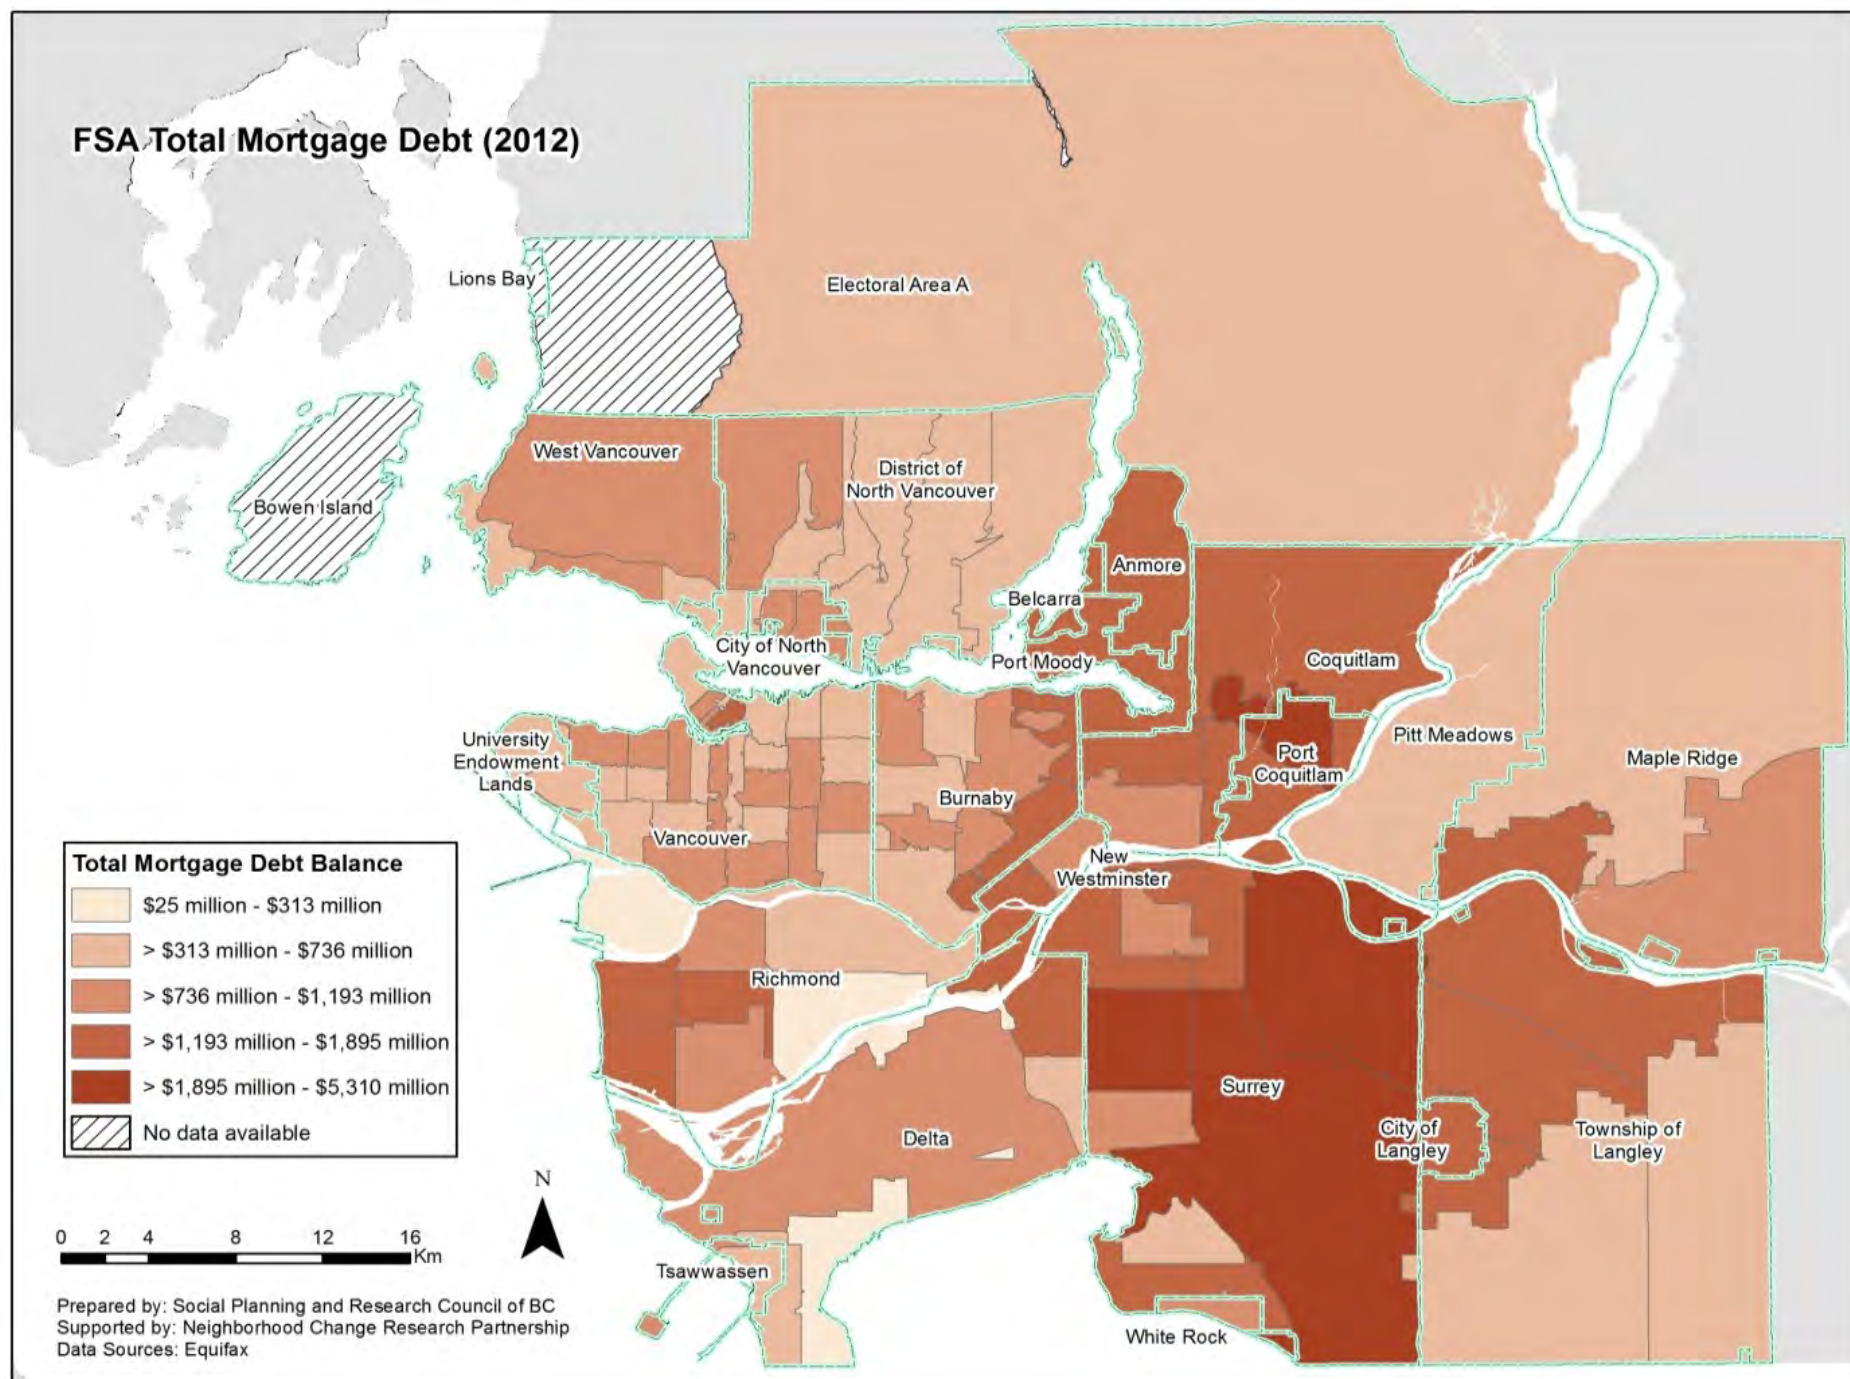 FSA Total Mortgage Debt (2012)
Lions Bay
Electoral Area A
West Vancouver
District of
North Vancouver
Bowen Island
Anmore
Belcarra
City of North
Vancouver
Port Moody
Coquitlam
University
Endowment
Lands
Pitt Meadows
Port
Coquitlam
Maple Ridge
Burnaby
Vancouver
New
Westminster
Richmond
Surrey
Delta
City of
Langley
Township of
Langley
Tsawwassen
White Rock
Total Mortgage Debt Balance
$25 million - $313 million
> $313 million - $736 million
> $736 million - $1,193 million
> $1,193 million - $1,895 million
> $1,895 million - $5,310 million
No data available
N
0 2 4 8 12 16
Km
Prepared by: Social Planning and Research Council of BC
Supported by: Neighborhood Change Research Partnership
Data Sources: Equifax